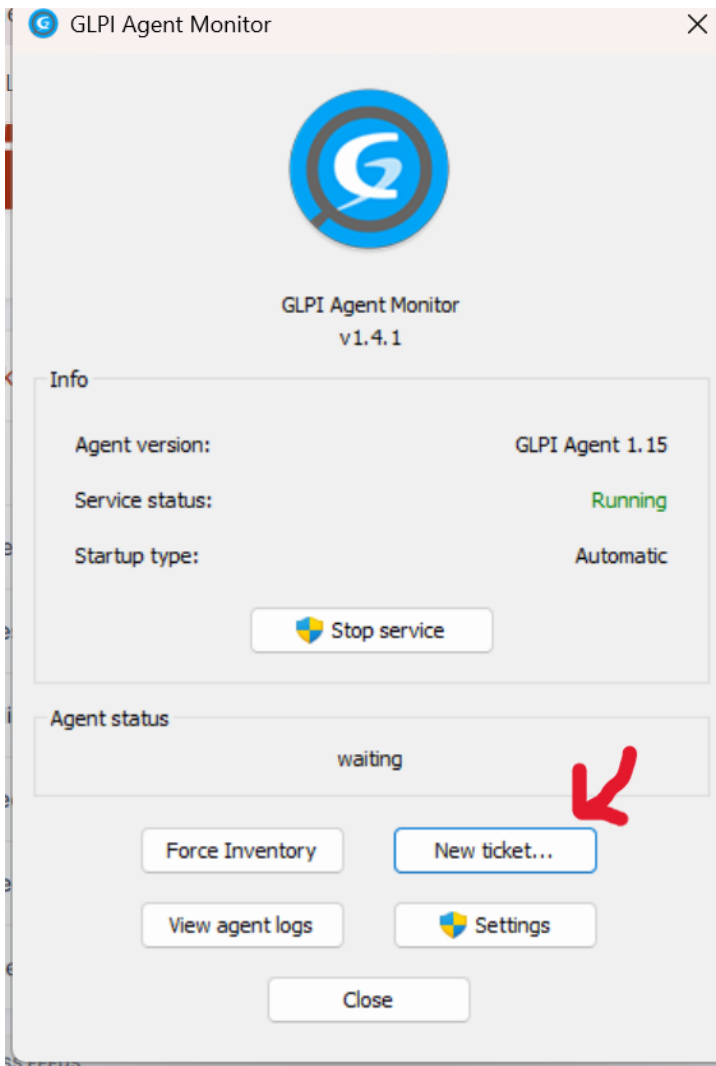 GLPI Agent Monitor
GLPI Agent Monitor
v1.4.1
Info
Agent version: GLPI Agent 1.15
Service status: Running
Startup type: Automatic
Stop service
Agent status
waiting
Force Inventory New ticket...
View agent logs Settings
Close